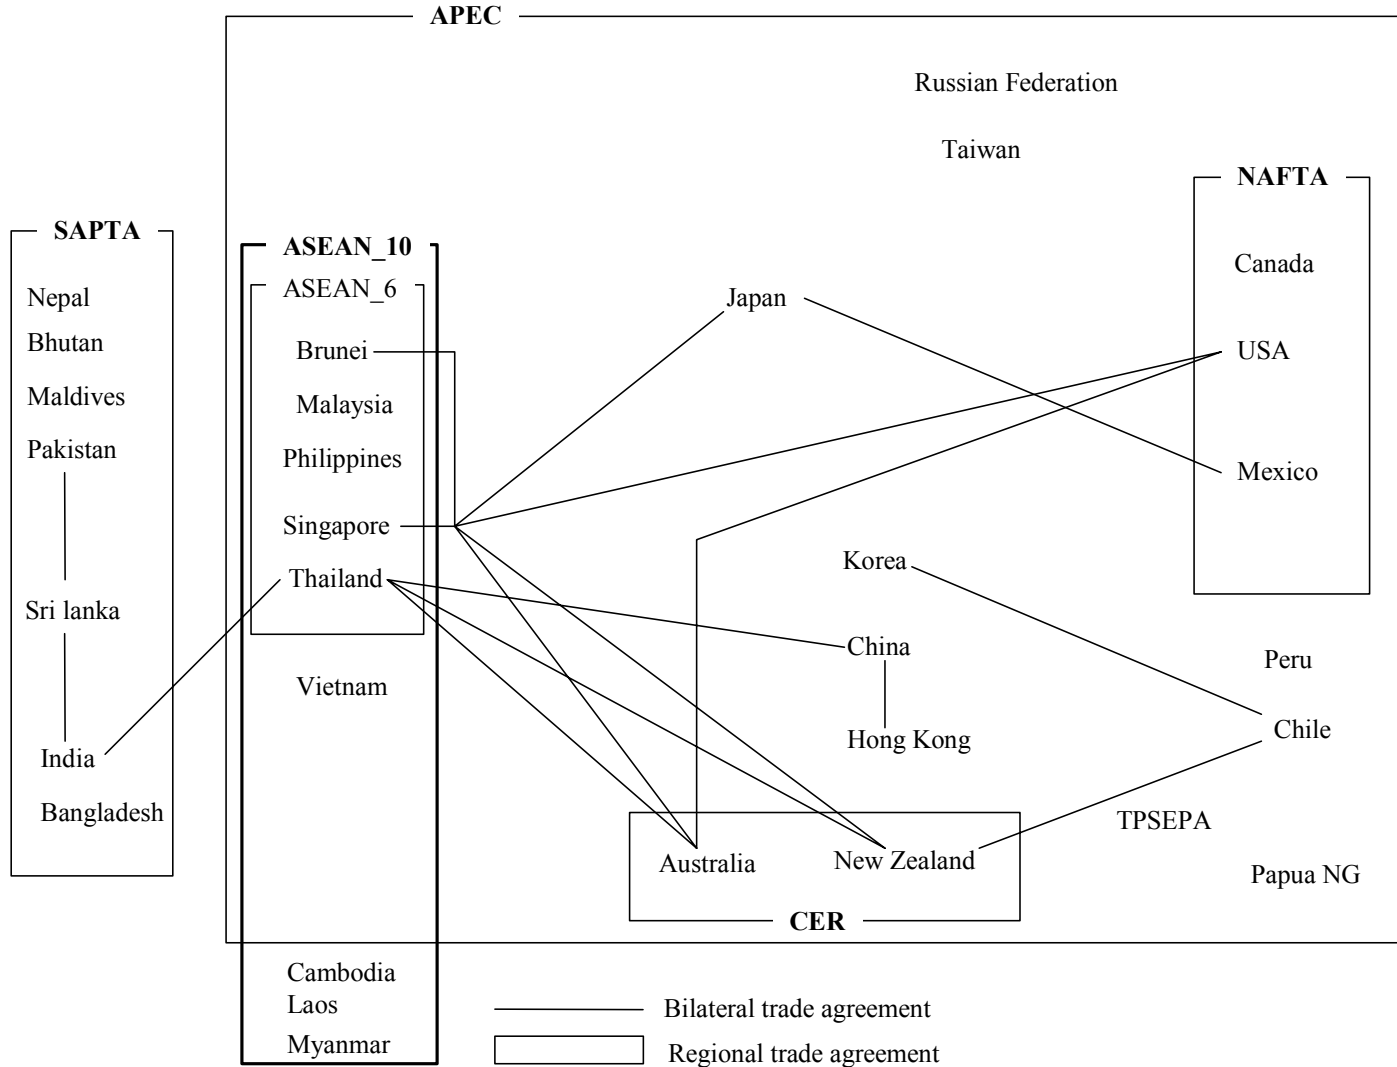 APEC
Russian Federation
Taiwan
NAFTA
SAPTA
ASEAN_10
Canada
Nepal
ASEAN_6
Japan
Bhutan
Brunei
USA
Maldives
Malaysia
Pakistan
Philippines
Mexico
Singapore
Korea
Thailand
Sri lanka
China
Peru
Vietnam
Chile
Hong Kong
India
Bangladesh
TPSEPA
Australia
New Zealand
Papua NG
CER
Cambodia
Laos
Bilateral trade agreement
Myanmar
Regional trade agreement